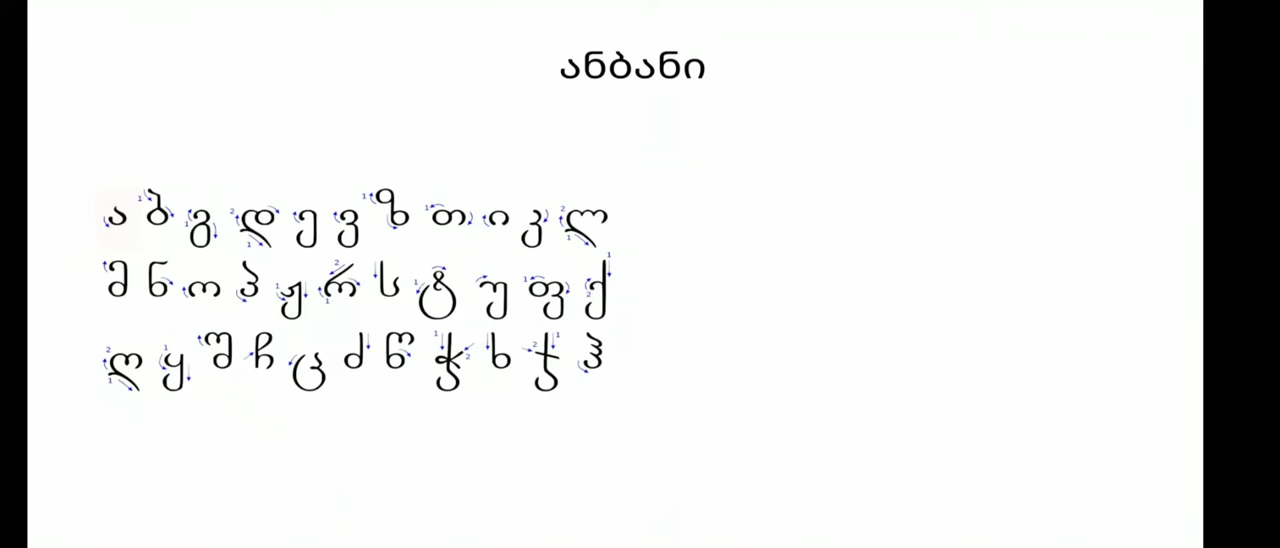 ანბანი
ა ბ გ დ ე ვ ზ თ ი კ ლ
მ ნ ო პ ჟ რ ს ტ უ ფ ქ
ღ ყ შ ჩ ც ძ წ ჭ ხ ჯ ჰ